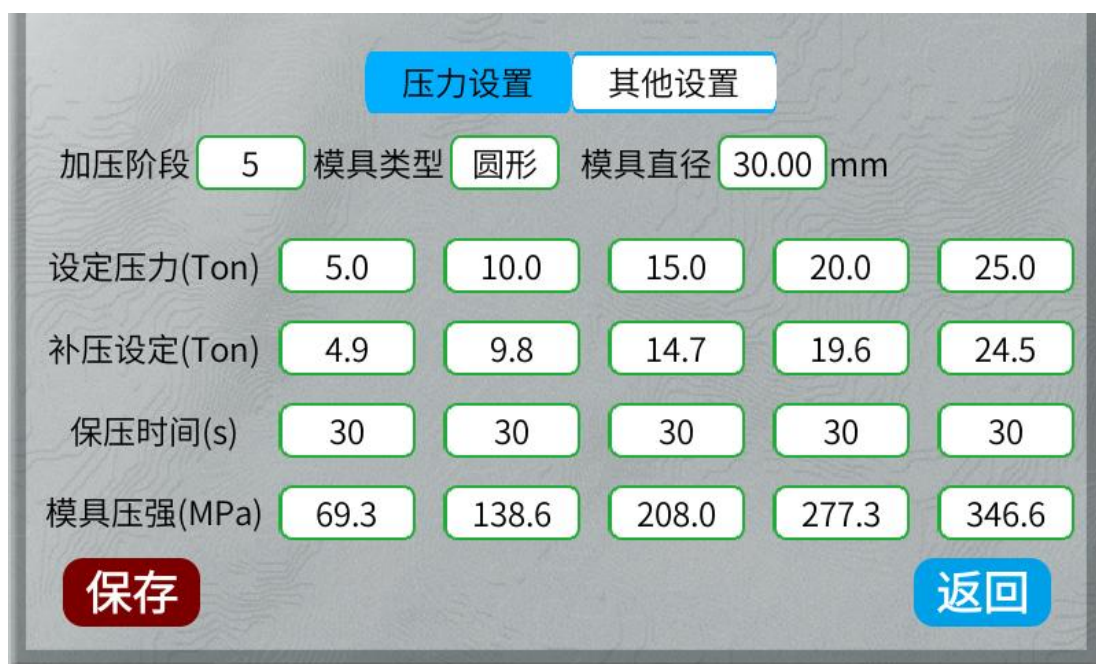 压力设置 其他设置
加压阶段 5 模具类型 圆形 模具直径 30.00 mm
设定压力(Ton) 5.0 10.0 15.0 20.0 25.0
补压设定(Ton) 4.9 9.8 14.7 19.6 24.5
保压时间(s) 30 30 30 30 30
模具压强(MPa) 69.3 138.6 208.0 277.3 346.6
保存 返回